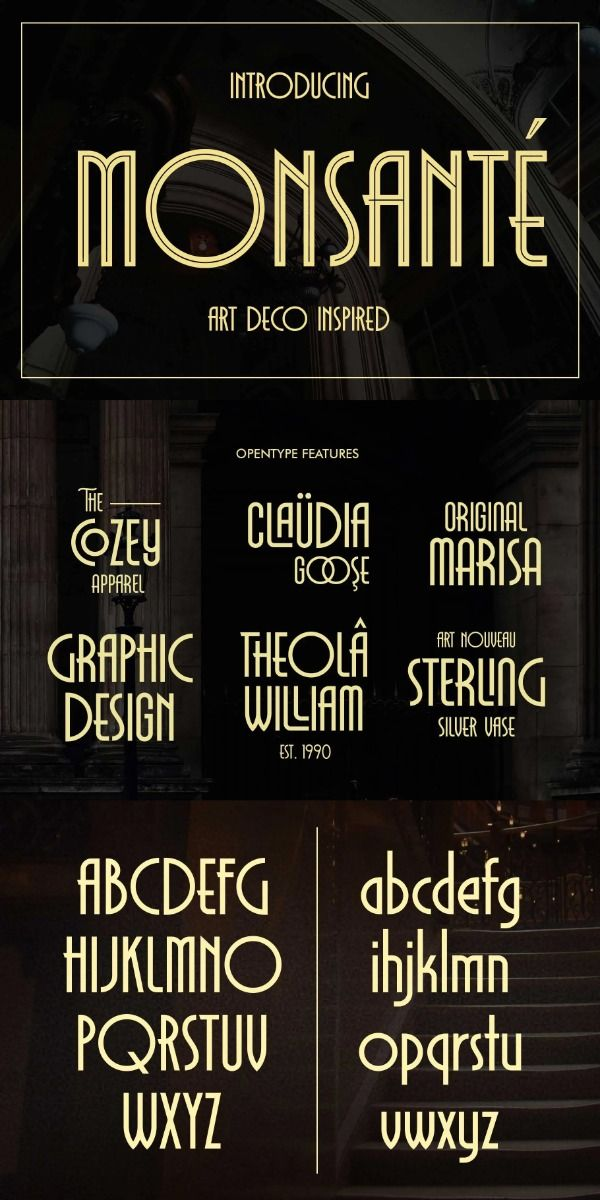 INTRODUCING
MONSANTÉ
ART DECO INSPIRED
OPENTYPE FEATURES
THE
COZEY
APPAREL
CLAÜDIA
GOOŞE
ORIGINAL
MARISA
GRAPHIC
DESIGN
THEOLÂ
WILLIAM
EST. 1990
ART NOUVEAU
STERLING
SILVER VASE
ABCDEFG
HIJKLMNO
PQRSTUV
WXYZ
abcdefg
ihjklmn
opqrstu
vwxyz